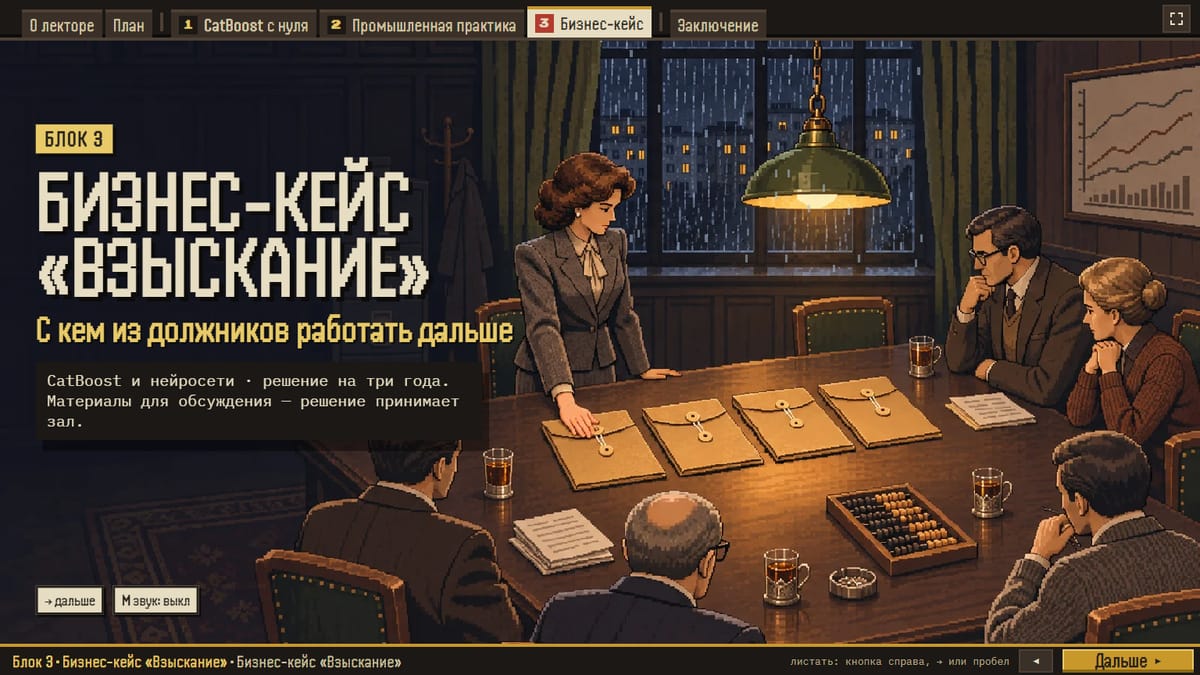 О лекторе
План
1 CatBoost с нуля
2 Промышленная практика
3 Бизнес-кейс
Заключение
БЛОК 3
БИЗНЕС-КЕЙС
«ВЗЫСКАНИЕ»
С кем из должников работать дальше
CatBoost и нейросети · решение на три года.
Материалы для обсуждения — решение принимает
зал.
→ дальше
M звук: выкл
Блок 3 · Бизнес-кейс «Взыскание» · Бизнес-кейс «Взыскание»
листать: кнопка справа, → или пробел
Дальше ▸